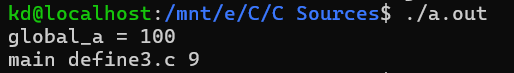 kd@localhost:/mnt/e/C/C Sources$ ./a.out
global_a = 100
main define3.c 9